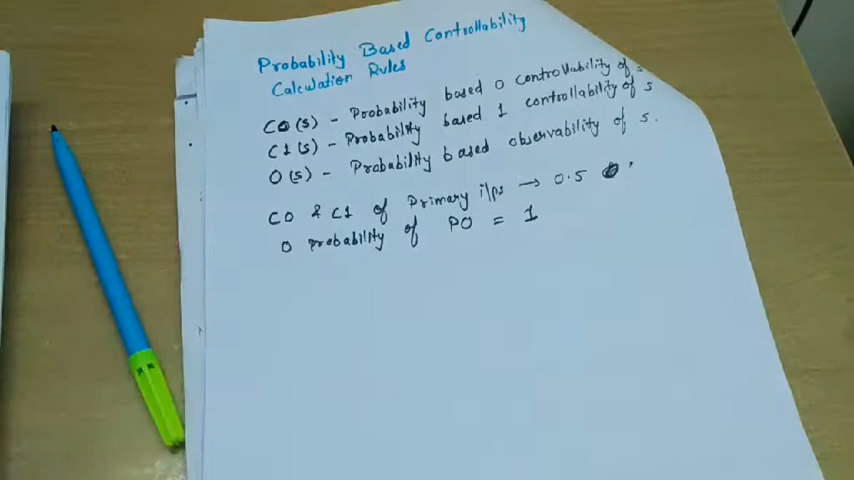 Probability Based Controllability
Calculation Rules
C0(s) - Probability based 0 controllability of s
C1(s) - Probability based 1 controllability of s
O(s) - Probability based observability of s.
C0 & C1 of Primary i/ps → 0.5
O probability of PO = 1